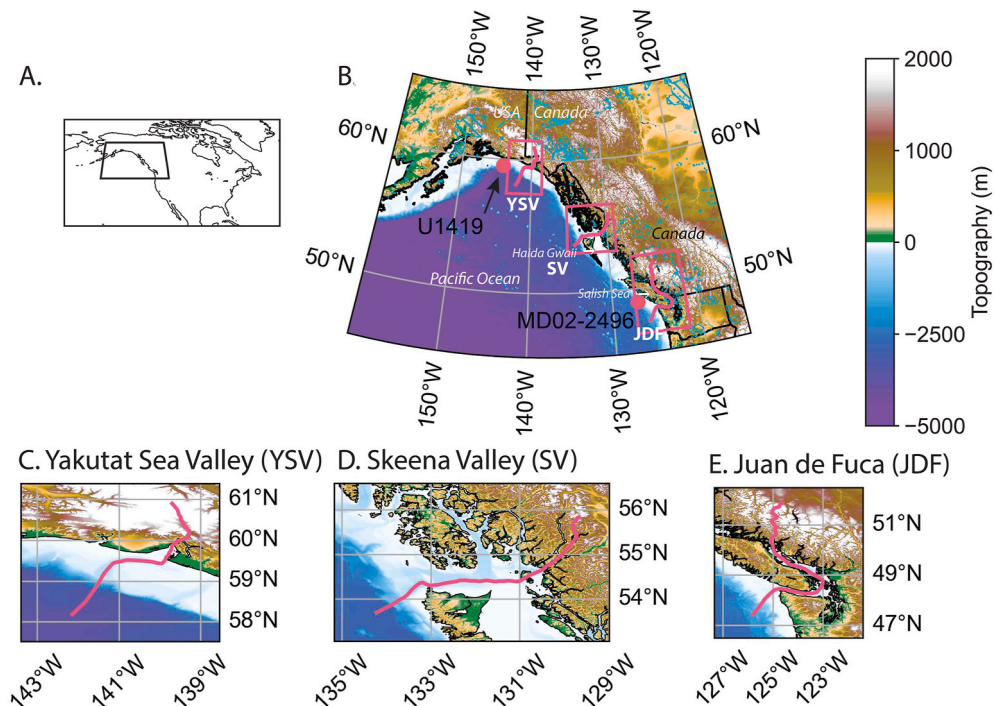 A.
B.
150°W
140°W
130°W
120°W
60°N
60°N
USA
Canada
U1419
YSV
Canada
50°N
50°N
Haida Gwaii
SV
Pacific Ocean
Salish Sea
MD02-2496
JDF
150°W
140°W
130°W
120°W
2000
1000
0
−2500
−5000
Topography (m)
C. Yakutat Sea Valley (YSV)
61°N
60°N
59°N
58°N
143°W
141°W
139°W
D. Skeena Valley (SV)
56°N
55°N
54°N
135°W
133°W
131°W
129°W
E. Juan de Fuca (JDF)
51°N
49°N
47°N
127°W
125°W
123°W